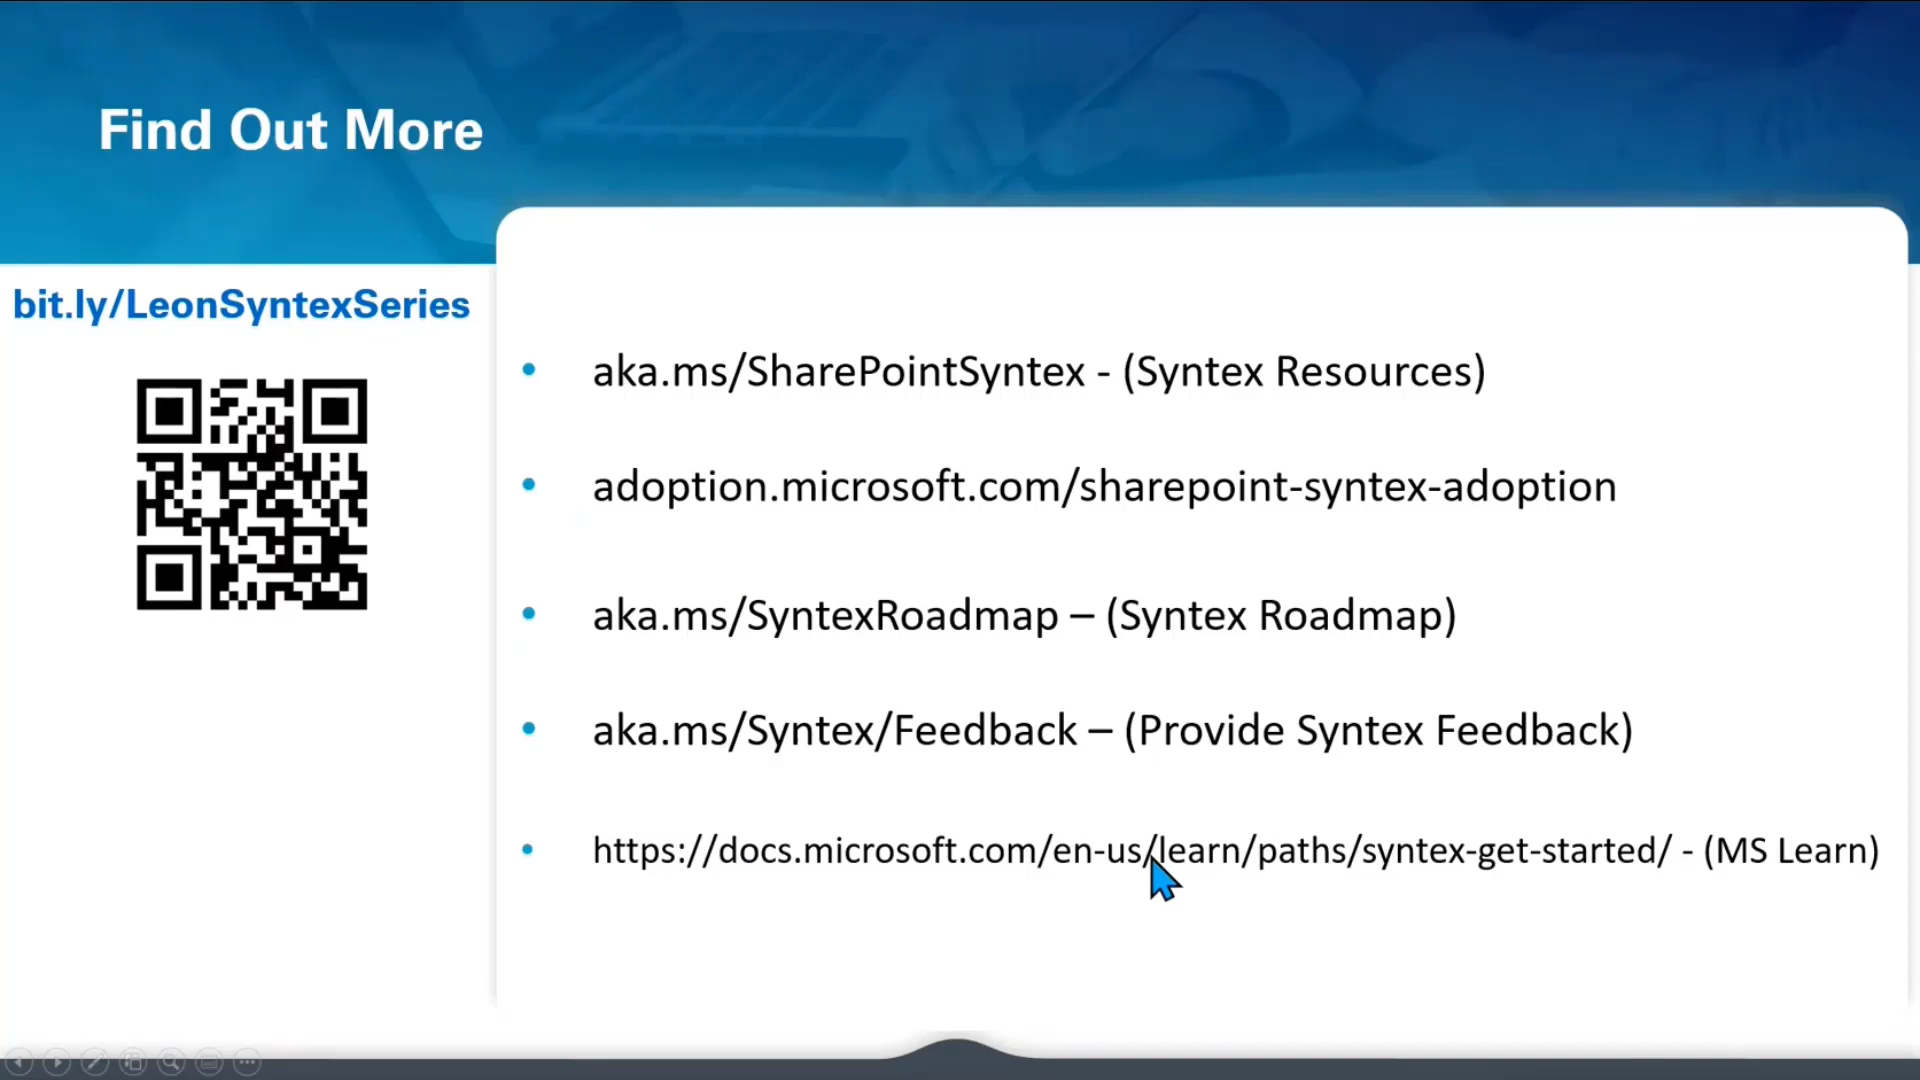 Find Out More
bit.ly/LeonSyntexSeries
• aka.ms/SharePointSyntex - (Syntex Resources)
• adoption.microsoft.com/sharepoint-syntex-adoption
• aka.ms/SyntexRoadmap – (Syntex Roadmap)
• aka.ms/Syntex/Feedback – (Provide Syntex Feedback)
• https://docs.microsoft.com/en-us/learn/paths/syntex-get-started/ - (MS Learn)